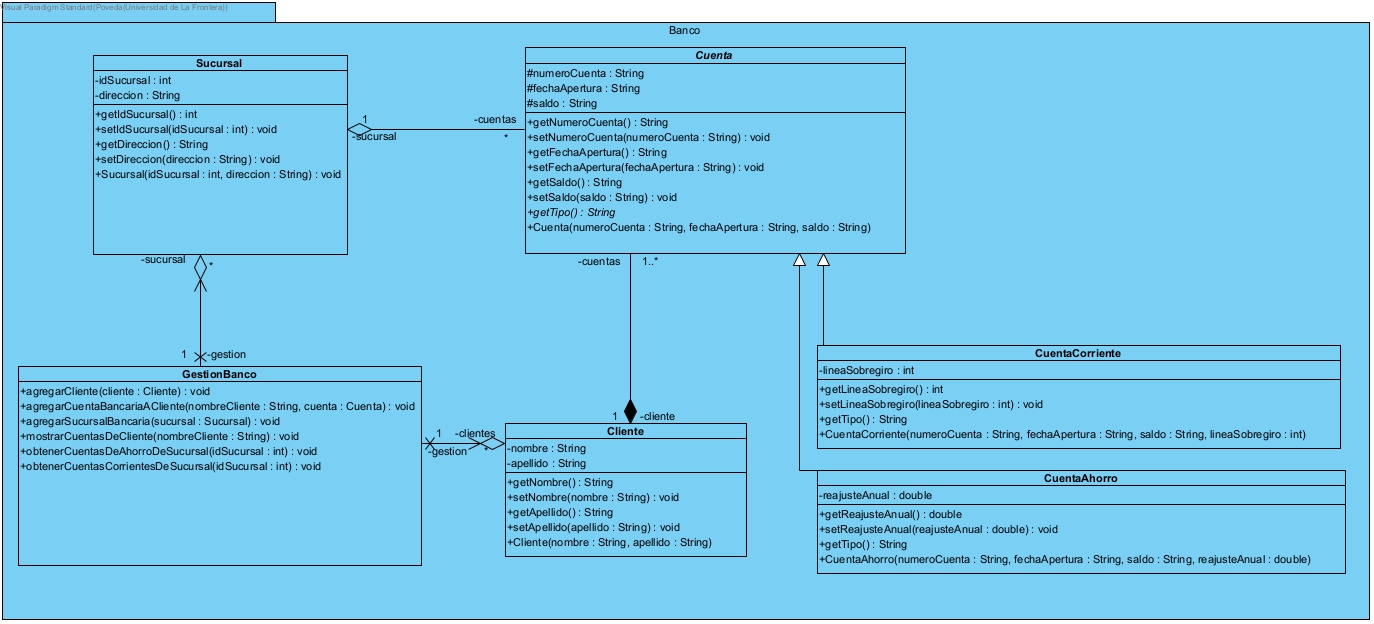 Visual Paradigm Standard(Poveda(Universidad de La Frontera))
Banco
Sucursal
-idSucursal : int
-direccion : String
+getIdSucursal() : int
+setIdSucursal(idSucursal : int) : void
+getDireccion() : String
+setDireccion(direccion : String) : void
+Sucursal(idSucursal : int, direccion : String) : void
1
-sucursal
-cuentas
*
Cuenta
#numeroCuenta : String
#fechaApertura : String
#saldo : String
+getNumeroCuenta() : String
+setNumeroCuenta(numeroCuenta : String) : void
+getFechaApertura() : String
+setFechaApertura(fechaApertura : String) : void
+getSaldo() : String
+setSaldo(saldo : String) : void
+getTipo() : String
+Cuenta(numeroCuenta : String, fechaApertura : String, saldo : String)
-sucursal
*
1
-gestion
-cuentas
1..*
1
-cliente
GestionBanco
+agregarCliente(cliente : Cliente) : void
+agregarCuentaBancariaACliente(nombreCliente : String, cuenta : Cuenta) : void
+agregarSucursalBancaria(sucursal : Sucursal) : void
+mostrarCuentasDeCliente(nombreCliente : String) : void
+obtenerCuentasDeAhorroDeSucursal(idSucursal : int) : void
+obtenerCuentasCorrientesDeSucursal(idSucursal : int) : void
1
-clientes
-gestion
*
Cliente
-nombre : String
-apellido : String
+getNombre() : String
+setNombre(nombre : String) : void
+getApellido() : String
+setApellido(apellido : String) : void
+Cliente(nombre : String, apellido : String)
CuentaCorriente
-lineaSobregiro : int
+getLineaSobregiro() : int
+setLineaSobregiro(lineaSobregiro : int) : void
+getTipo() : String
+CuentaCorriente(numeroCuenta : String, fechaApertura : String, saldo : String, lineaSobregiro : int)
CuentaAhorro
-reajusteAnual : double
+getReajusteAnual() : double
+setReajusteAnual(reajusteAnual : double) : void
+getTipo() : String
+CuentaAhorro(numeroCuenta : String, fechaApertura : String, saldo : String, reajusteAnual : double)